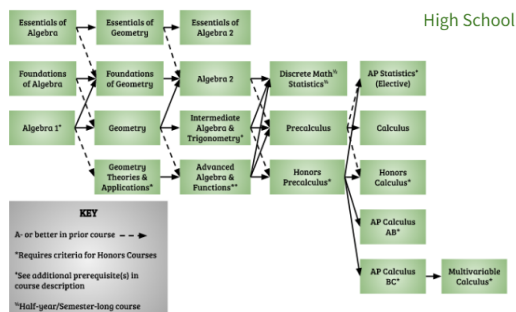 High School
Essentials of
Algebra
Essentials of
Geometry
Essentials of
Algebra 2
Foundations
of Algebra
Foundations
of Geometry
Algebra 2
Discrete Math½
Statistics½
AP Statistics*
(Elective)
Algebra 1*
Geometry
Intermediate
Algebra &
Trigonometry*
Precalculus
Calculus
Geometry
Theories &
Applications*
Advanced
Algebra &
Functions**
Honors
Precalculus*
Honors
Calculus*
AP Calculus
AB*
AP Calculus
BC*
Multivariable
Calculus*
KEY
A- or better in prior course
*Requires criteria for Honors Courses
*See additional prerequisite(s) in
course description
½Half-year/Semester-long course